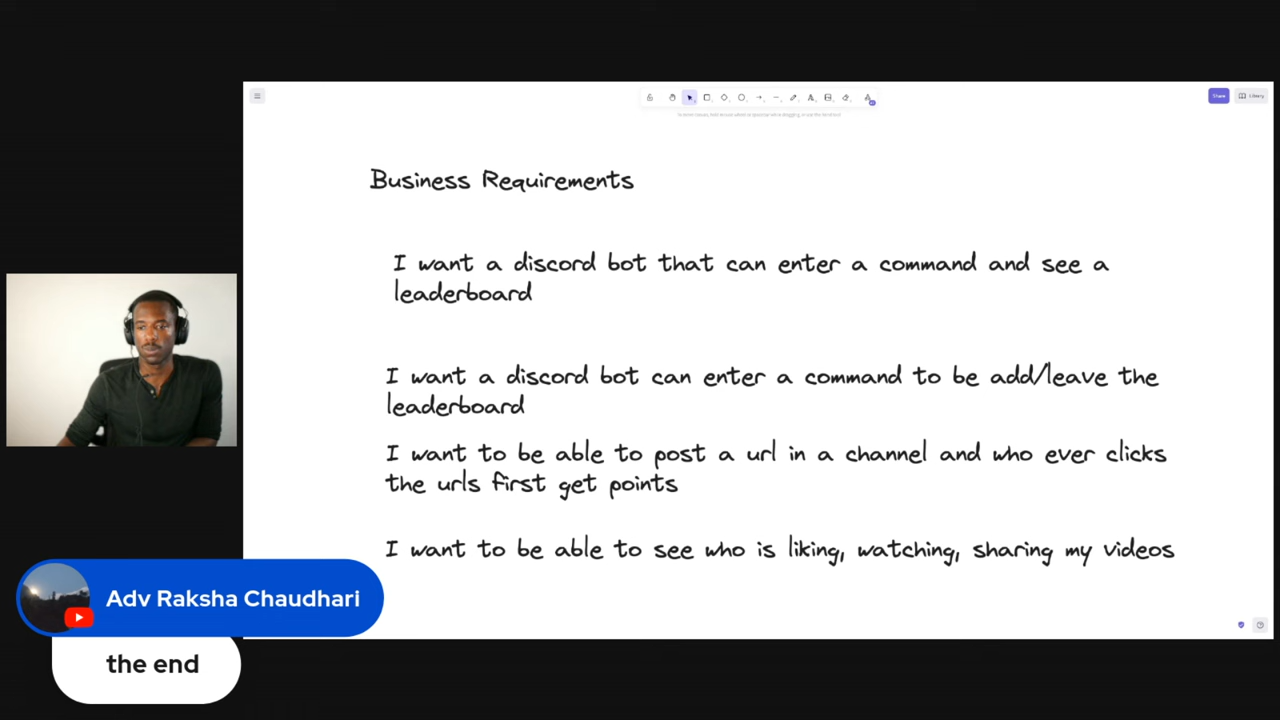 Share
Library
Business Requirements
I want a discord bot that can enter a command and see a
leaderboard
I want a discord bot can enter a command to be add/leave the
leaderboard
I want to be able to post a url in a channel and who ever clicks
the urls first get points
I want to be able to see who is liking, watching, sharing my videos
Adv Raksha Chaudhari
the end